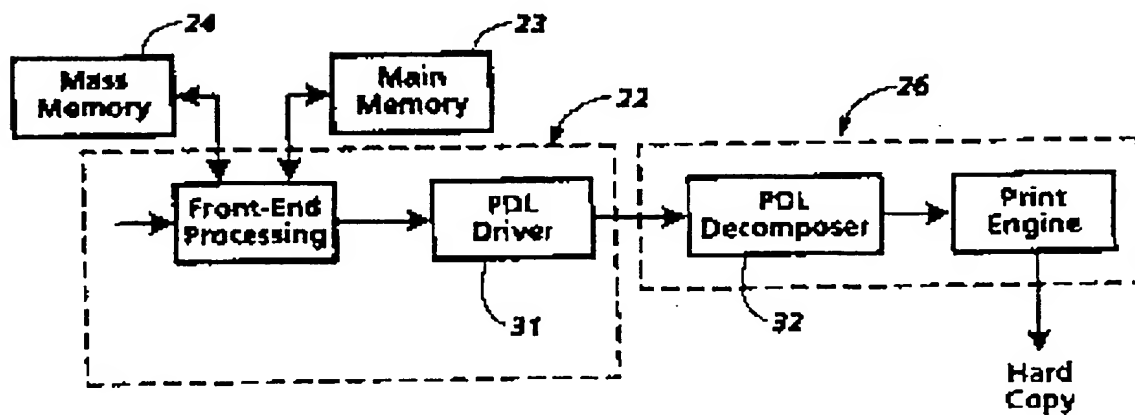 24
23
Mass
Memory
Main
Memory
22
26
Front-End
Processing
PDL
Driver
PDL
Decomposer
Print
Engine
31
32
Hard
Copy